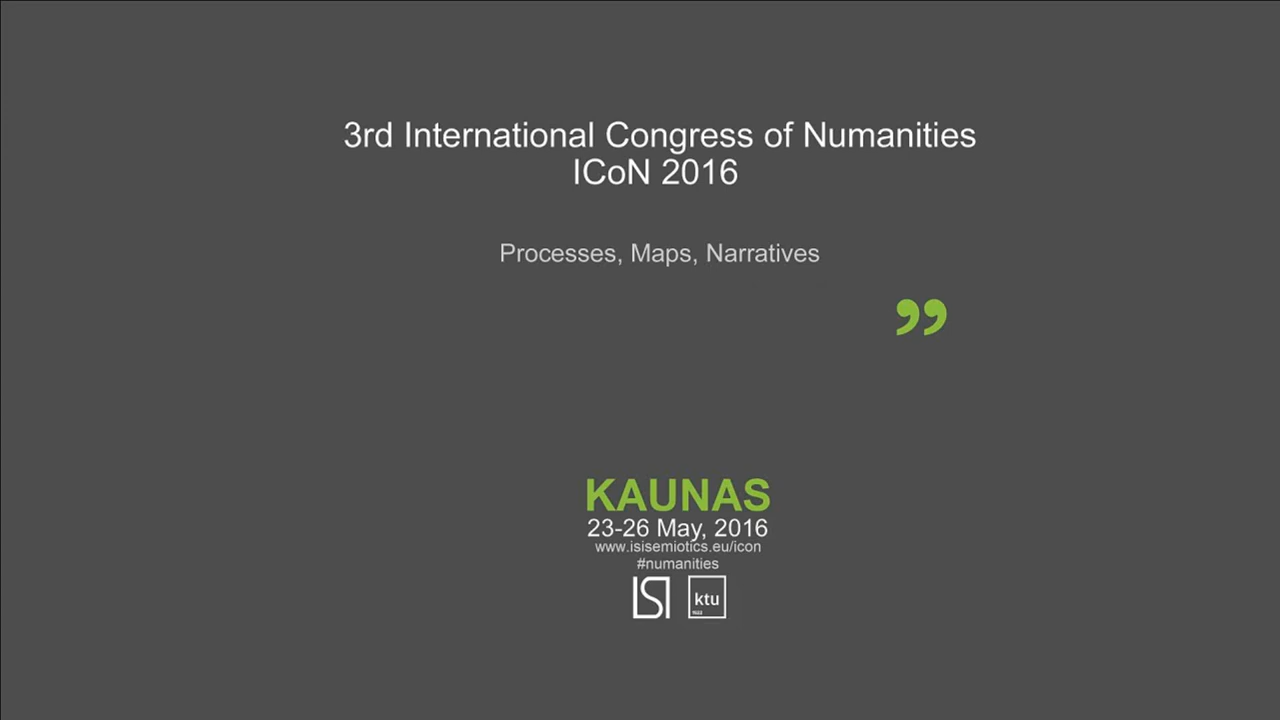 3rd International Congress of Numanities
ICoN 2016
Processes, Maps, Narratives
”
KAUNAS
23-26 May, 2016
www.isisemiotics.eu/icon
#numanities
ISI
ktu
1922